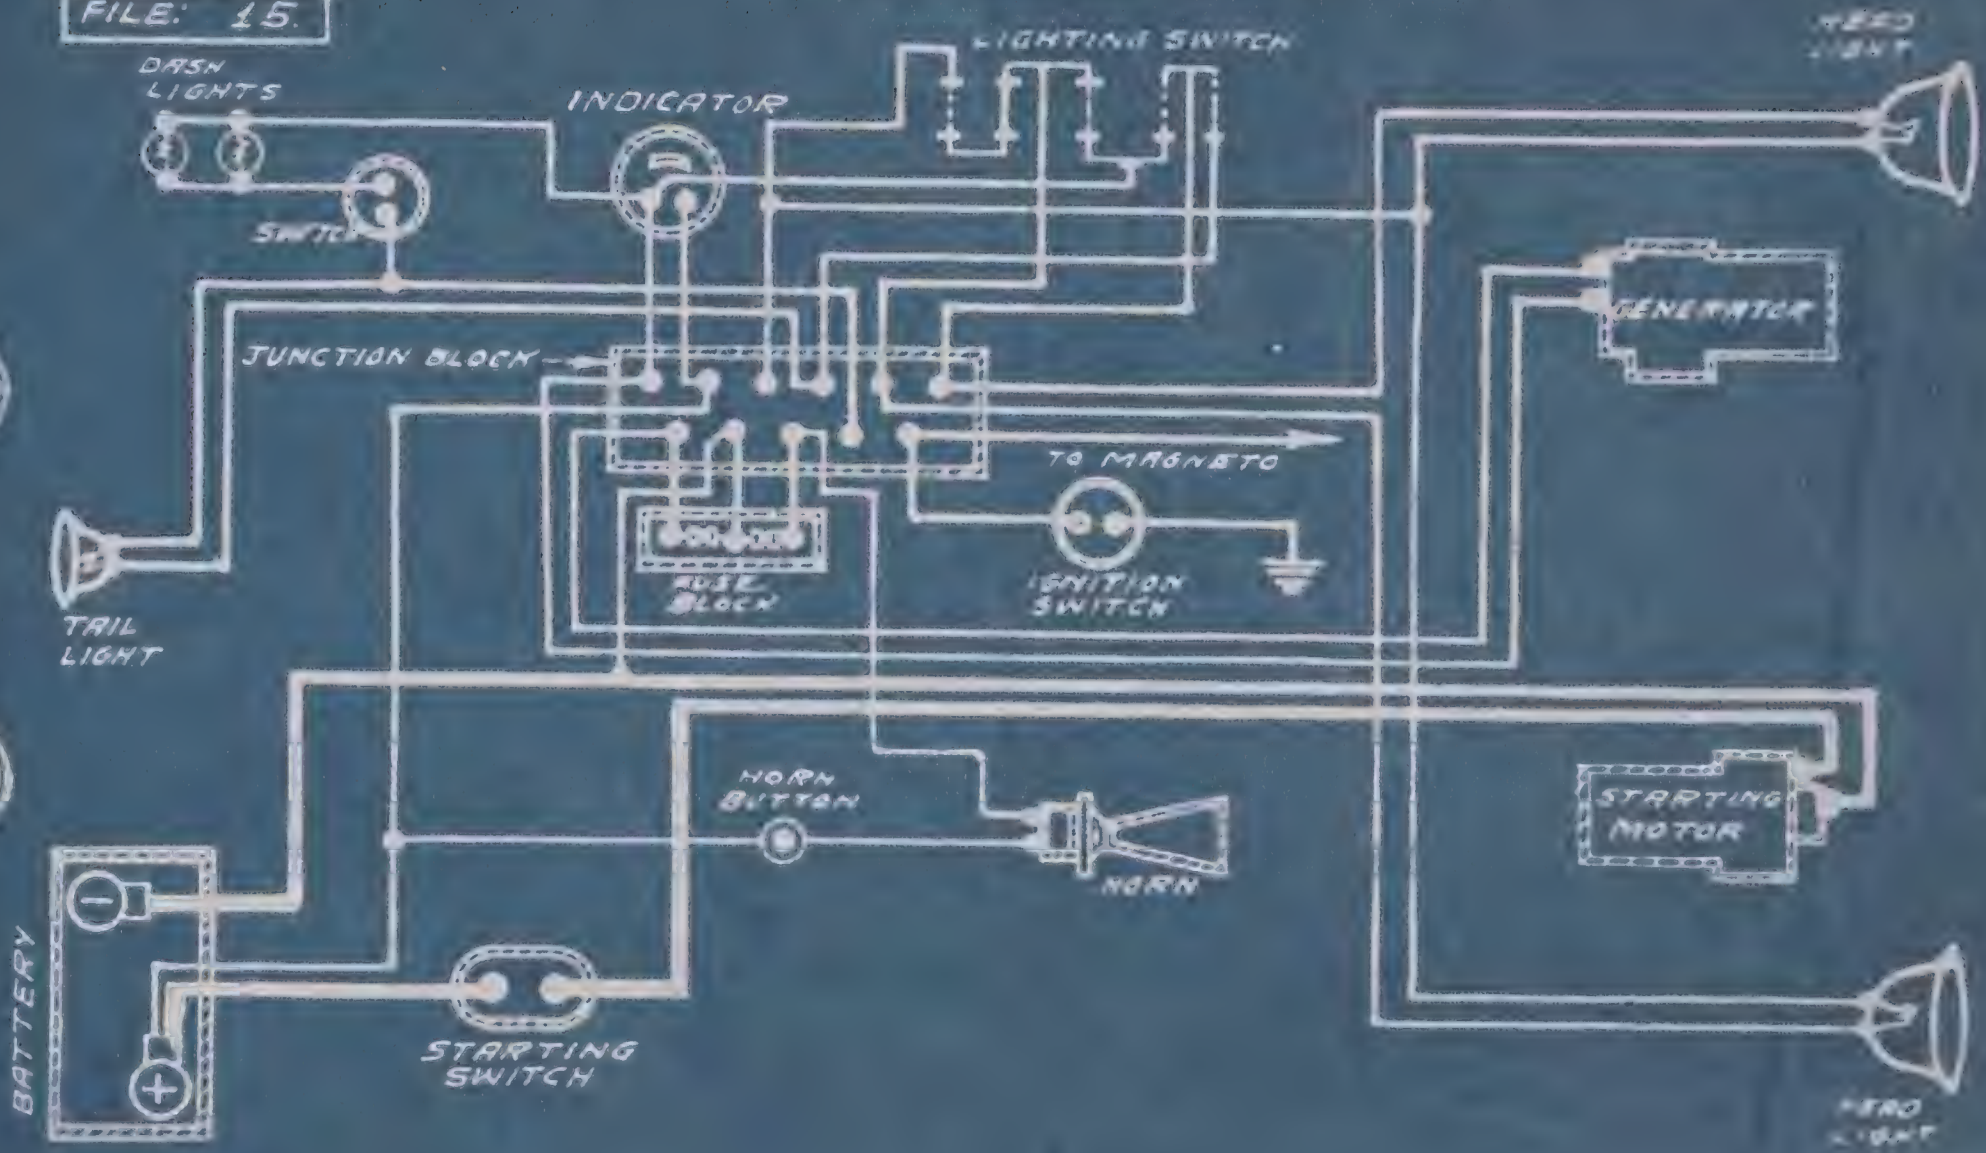 FILE: 15.
DASH
LIGHTS
INDICATOR
LIGHTING SWITCH
HEAD
LIGHT
SWITCH
GENERATOR
JUNCTION BLOCK
TO MAGNETO
FUSE
BLOCK
IGNITION
SWITCH
TAIL
LIGHT
HORN
BUTTON
STARTING
MOTOR
HORN
BATTERY
−
+
STARTING
SWITCH
HEAD
LIGHT